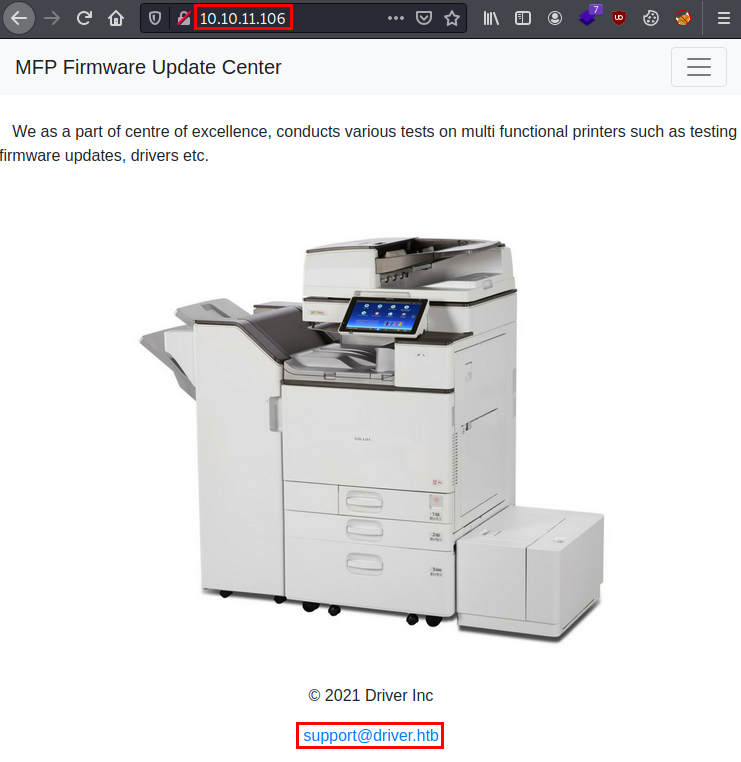 10.10.11.106
7
MFP Firmware Update Center
We as a part of centre of excellence, conducts various tests on multi functional printers such as testing
firmware updates, drivers etc.
© 2021 Driver Inc
support@driver.htb